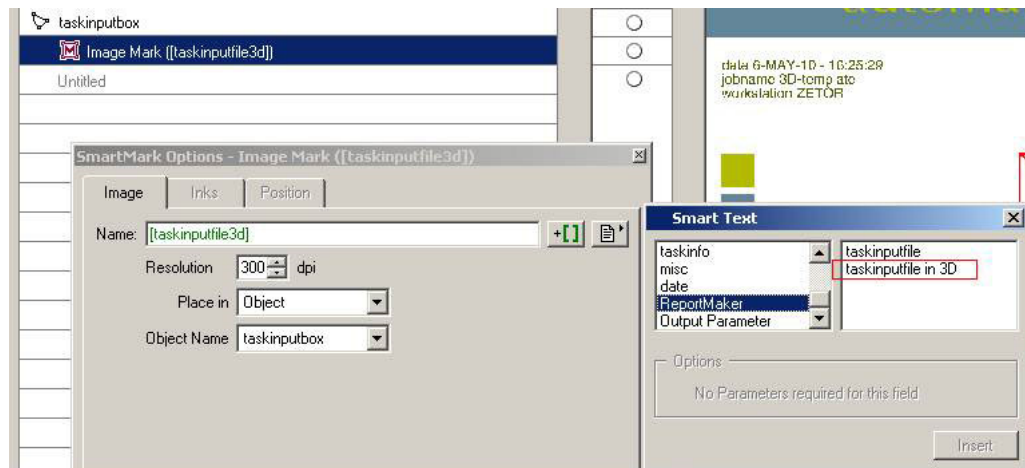 taskinputbox
Image Mark ([taskinputfile3d])
Untitled
data 6-MAY-10 - 16:25:29
jobname 3D-temp ate
workstation ZETOR
SmartMark Options - Image Mark ([taskinputfile3d])
Image
Inks
Position
Name: [taskinputfile3d]
+[]
Resolution 300 dpi
Place in Object
Object Name taskinputbox
Smart Text
taskinfo
misc
date
ReportMaker
Output Parameter
taskinputfile
taskinputfile in 3D
Options
No Parameters required for this field
Insert